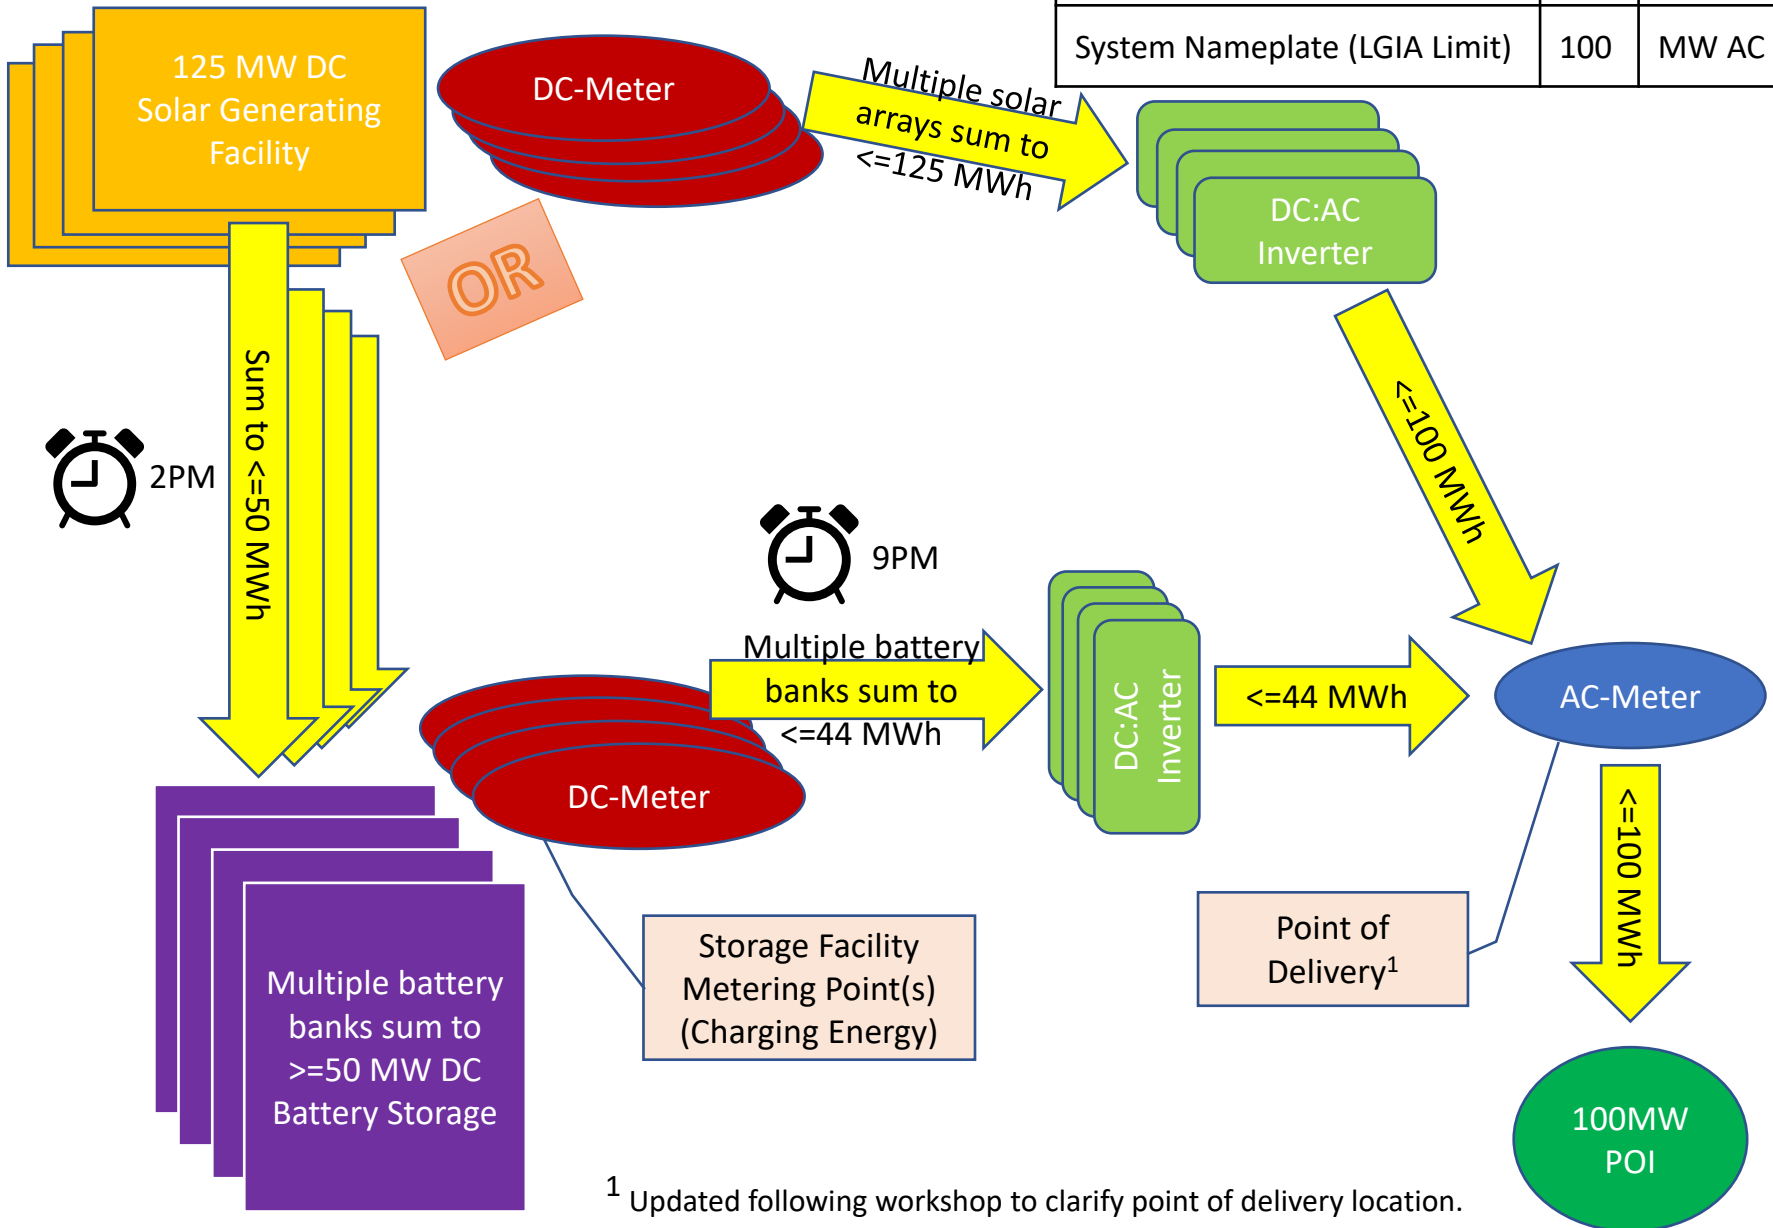 System Nameplate (LGIA Limit) 100 MW AC
125 MW DC
Solar Generating
Facility
DC-Meter
Multiple solar
arrays sum to
<=125 MWh
DC:AC
Inverter
OR
Sum to <=50 MWh
2PM
<=100 MWh
9PM
Multiple battery
banks sum to
<=44 MWh
DC:AC
Inverter
<=44 MWh
AC-Meter
DC-Meter
<=100 MWh
Storage Facility
Metering Point(s)
(Charging Energy)
Point of
Delivery1
Multiple battery
banks sum to
>=50 MW DC
Battery Storage
100MW
POI
1 Updated following workshop to clarify point of delivery location.